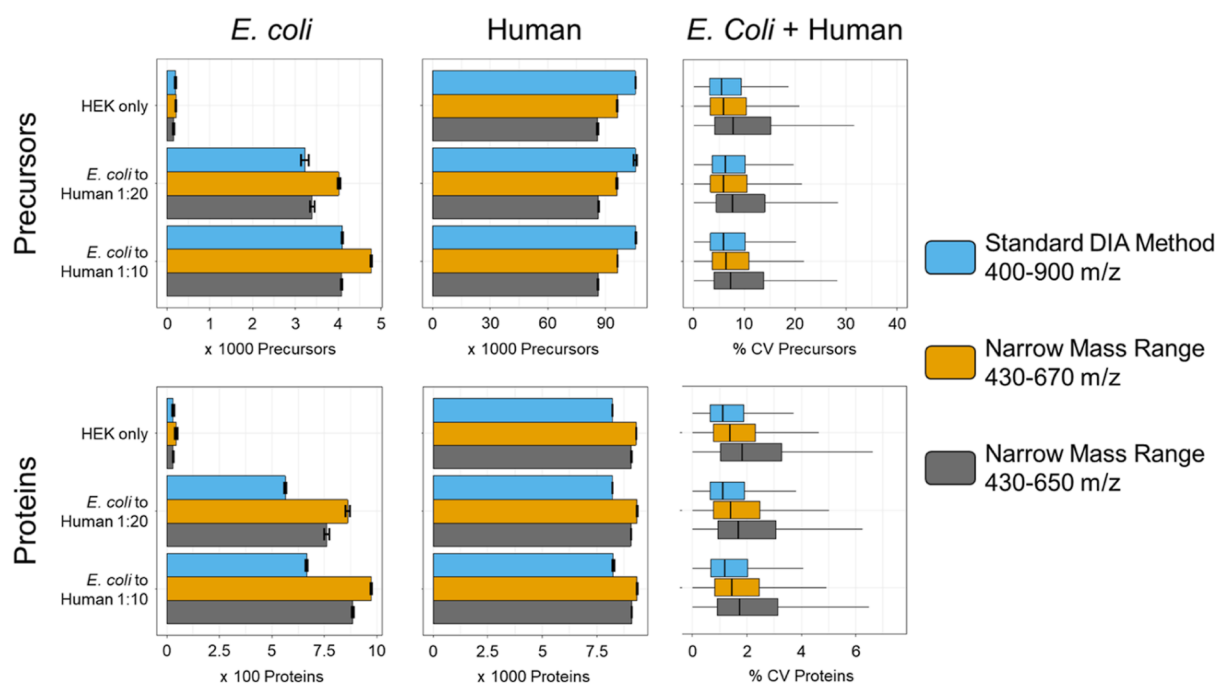 E. coli
Human
E. Coli + Human
Precursors
HEK only
E. coli to
Human 1:20
E. coli to
Human 1:10
0 1 2 3 4 5
x 1000 Precursors
0 30 60 90
x 1000 Precursors
0 10 20 30 40
% CV Precursors
Proteins
HEK only
E. coli to
Human 1:20
E. coli to
Human 1:10
0 2.5 5 7.5 10
x 100 Proteins
0 2.5 5 7.5
x 1000 Proteins
0 2 4 6
% CV Proteins
Standard DIA Method
400-900 m/z
Narrow Mass Range
430-670 m/z
Narrow Mass Range
430-650 m/z